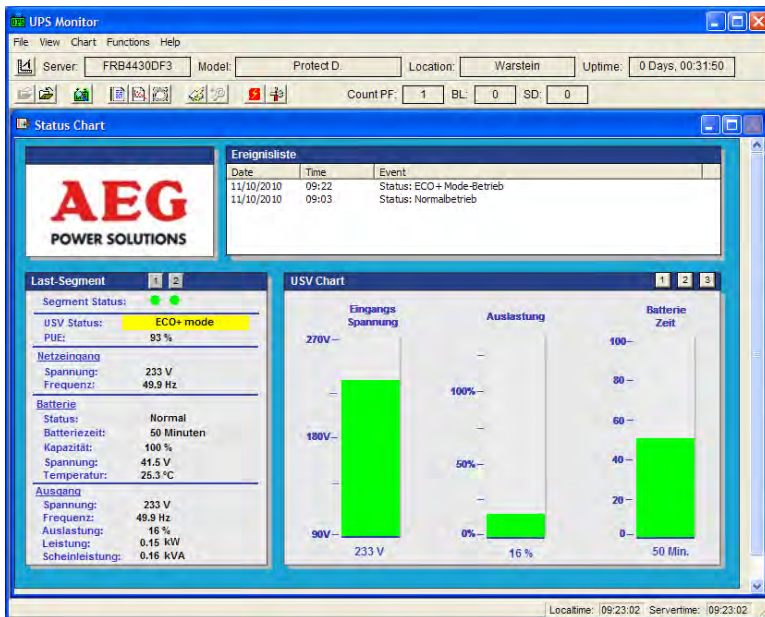 UPS Monitor
File View Chart Functions Help
Server: FRB4430DF3 Model: Protect D. Location: Warstein Uptime: 0 Days, 00:31:50
Count PF: 1 BL: 0 SD: 0
Status Chart
AEG
POWER SOLUTIONS
Ereignisliste
Date Time Event
11/10/2010 09:22 Status: ECO+ Mode-Betrieb
11/10/2010 09:03 Status: Normalbetrieb
Last-Segment 1 2
Segment Status:
USV Status: ECO+ mode
PUE: 93 %
Netzeingang
Spannung: 233 V
Frequenz: 49.9 Hz
Batterie
Status: Normal
Batteriezeit: 50 Minuten
Kapazität: 100 %
Spannung: 41.5 V
Temperatur: 25.3 °C
Ausgang
Spannung: 233 V
Frequenz: 49.9 Hz
Auslastung: 16 %
Leistung: 0.15 kW
Scheinleistung: 0.16 kVA
USV Chart 1 2 3
Eingangs
Spannung
270V
180V
90V
233 V
Auslastung
100%
50%
0%
16 %
Batterie
Zeit
100
80
60
40
20
0
50 Min.
Localtime: 09:23:02 Servertime: 09:23:02